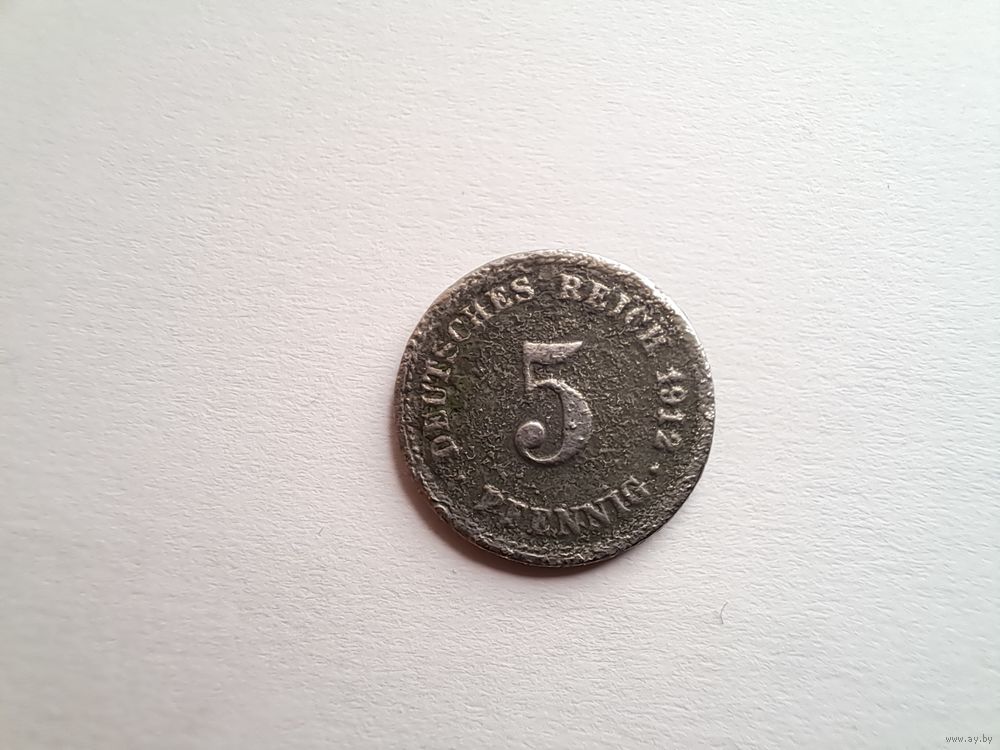 DEUTSCHES REICH 1912 .
5
PFENNIG
www.ay.by